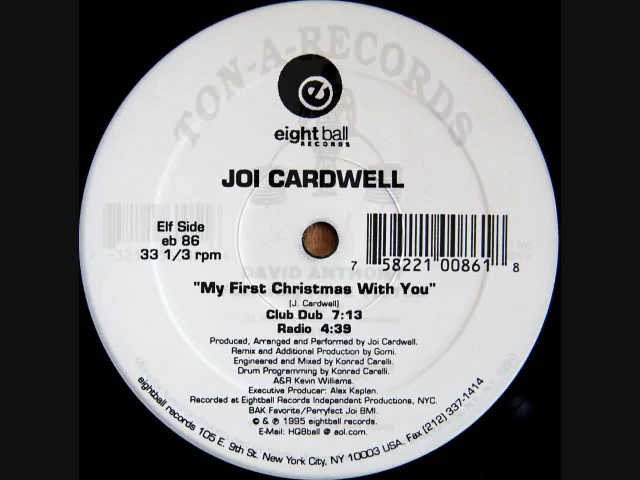 TON-A-RECORDS
e
eight ball
RECORDS
JOI CARDWELL
Elf Side
eb 86
33 1/3 rpm
7 58221 00861 8
"My First Christmas With You"
(J. Cardwell)
Club Dub 7:13
Radio 4:39
Produced, Arranged and Performed by Joi Cardwell.
Remix and Additional Production by Gomi.
Engineered and Mixed by Konrad Carelli.
Drum Programming by Konrad Carelli.
A&R Kevin Williams.
Executive Producer: Alex Kaplan.
Recorded at Eightball Records Independent Productions, NYC.
BAK Favorite/Perryfect Joi BMI.
© & ℗ 1995 eightball records.
E-Mail: HQ8ball @ aol.com.
eightball records 105 E. 9th St. New York City, NY 10003 USA. Fax (212) 337-1414